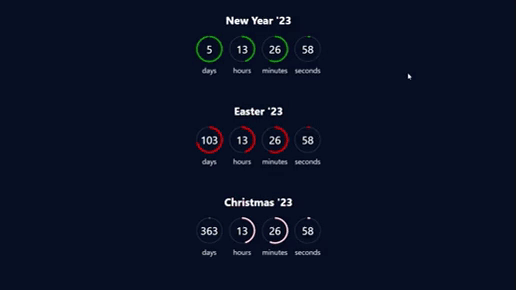 New Year '23
5 13 26 58
days hours minutes seconds
Easter '23
103 13 26 58
days hours minutes seconds
Christmas '23
363 13 26 58
days hours minutes seconds